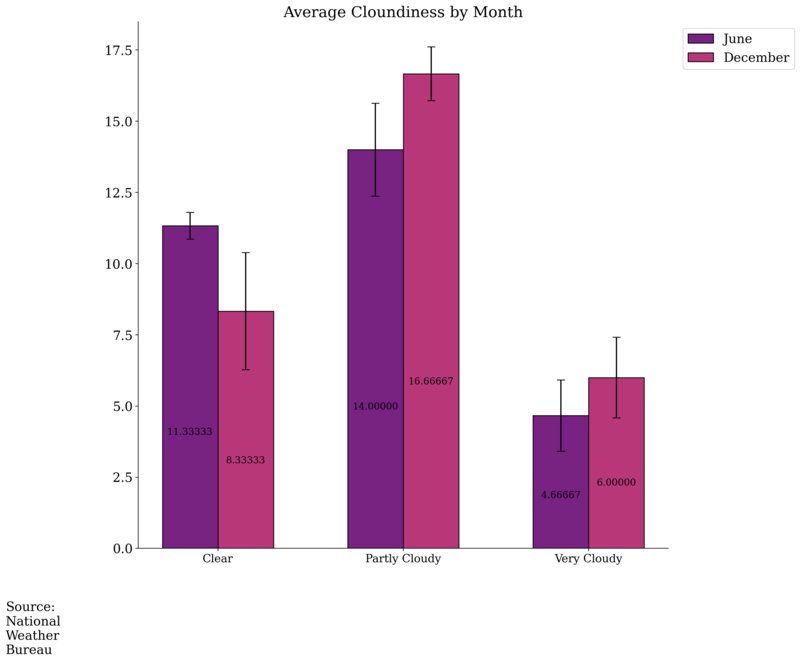 Average Cloundiness by Month
June
December
17.5
15.0
12.5
10.0
7.5
5.0
2.5
0.0
11.33333
8.33333
14.00000
16.66667
4.66667
6.00000
Clear
Partly Cloudy
Very Cloudy
Source:
National
Weather
Bureau